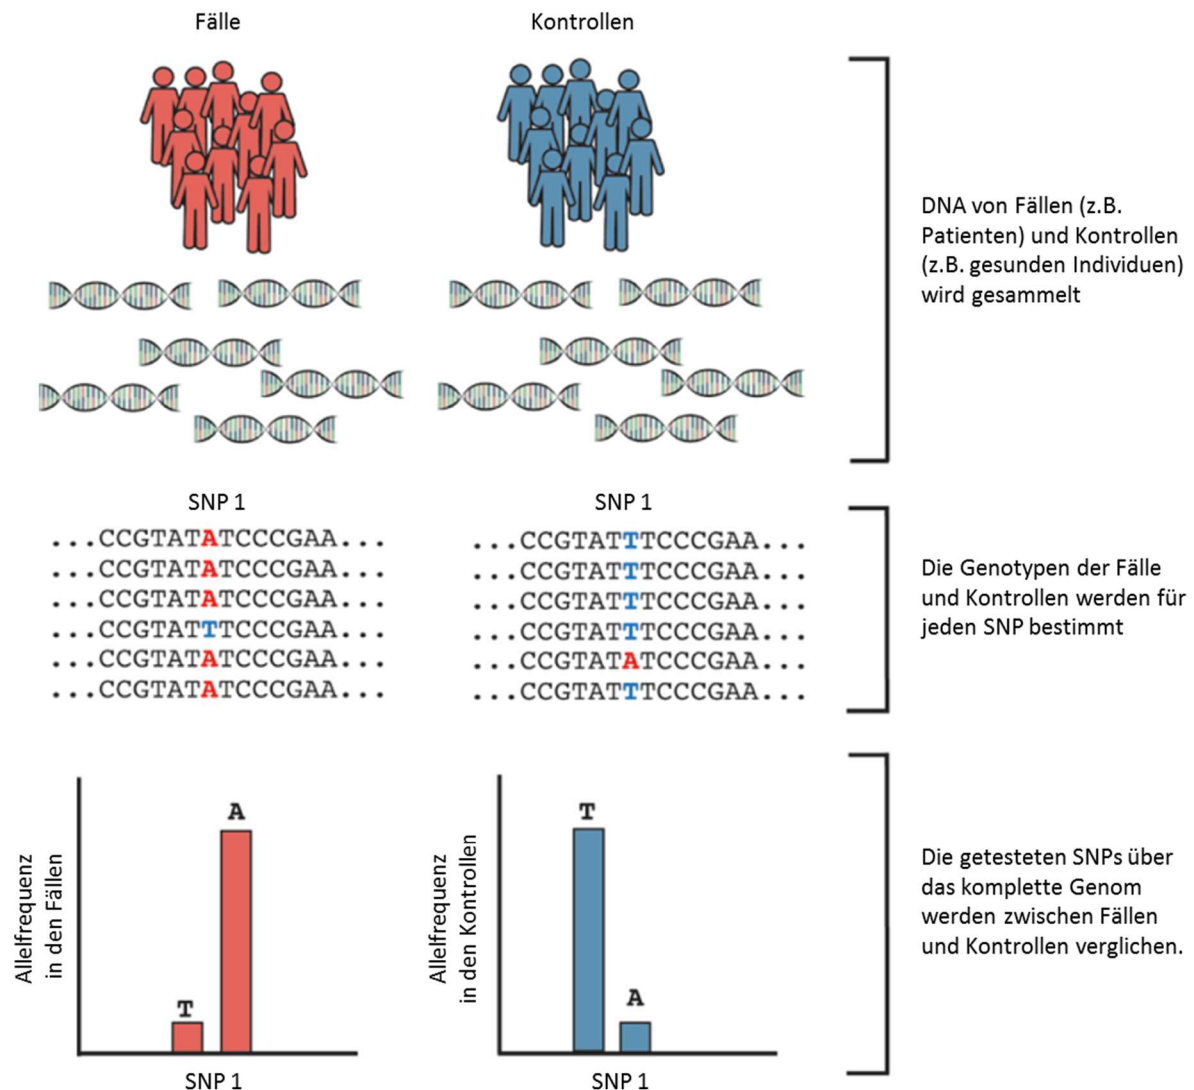 Fälle
Kontrollen
DNA von Fällen (z.B.
Patienten) und Kontrollen
(z.B. gesunden Individuen)
wird gesammelt
SNP 1
...CCGTATATCCCGAA...
...CCGTATATCCCGAA...
...CCGTATATCCCGAA...
...CCGTATTTCCCGAA...
...CCGTATATCCCGAA...
...CCGTATATCCCGAA...
SNP 1
...CCGTATTTCCCGAA...
...CCGTATTTCCCGAA...
...CCGTATTTCCCGAA...
...CCGTATTTCCCGAA...
...CCGTATATCCCGAA...
...CCGTATTTCCCGAA...
Die Genotypen der Fälle
und Kontrollen werden für
jeden SNP bestimmt
Allelfrequenz
in den Fällen
T
A
SNP 1
Allelfrequenz
in den Kontrollen
T
A
SNP 1
Die getesteten SNPs über
das komplette Genom
werden zwischen Fällen
und Kontrollen verglichen.